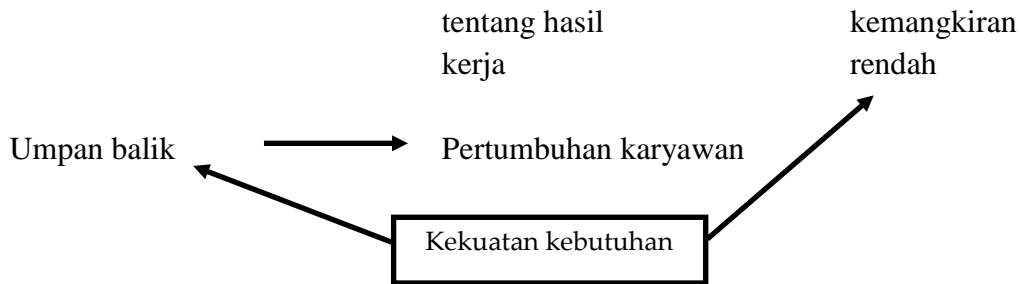 tentang hasil kemangkiran
kerja rendah
Umpan balik Pertumbuhan karyawan
Kekuatan kebutuhan